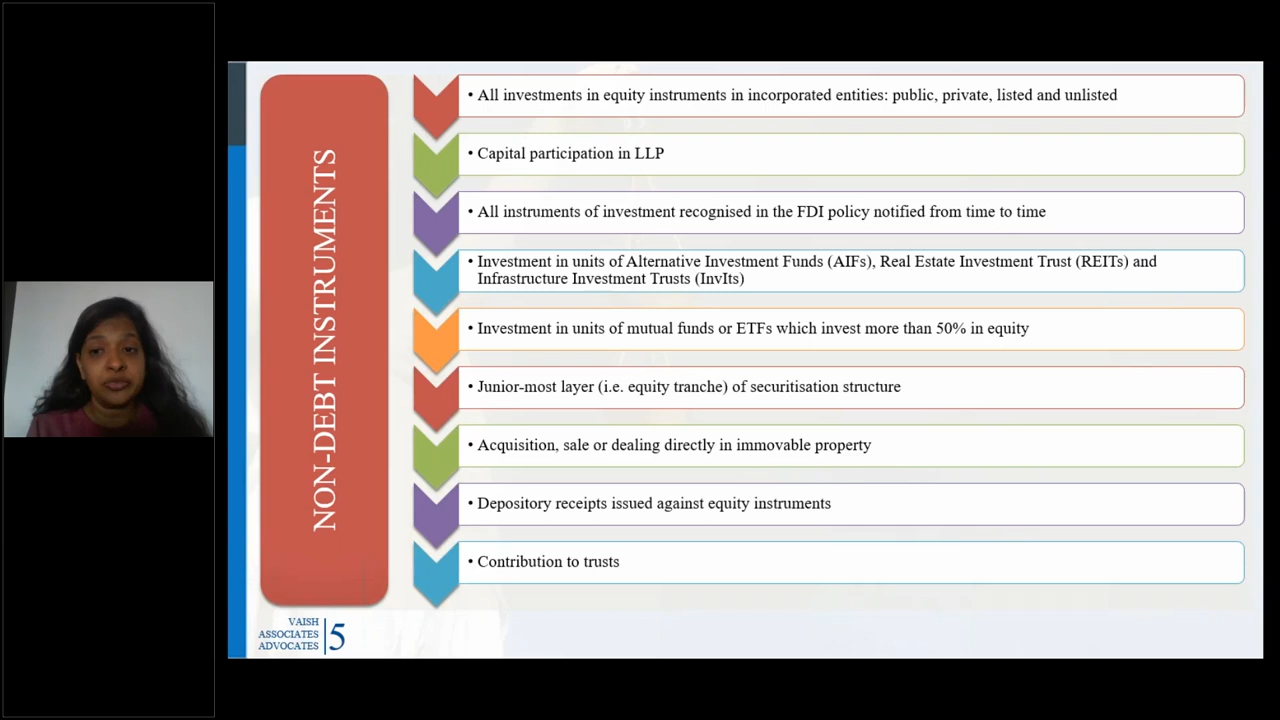 NON-DEBT INSTRUMENTS
• All investments in equity instruments in incorporated entities: public, private, listed and unlisted
• Capital participation in LLP
• All instruments of investment recognised in the FDI policy notified from time to time
• Investment in units of Alternative Investment Funds (AIFs), Real Estate Investment Trust (REITs) and
Infrastructure Investment Trusts (InvIts)
• Investment in units of mutual funds or ETFs which invest more than 50% in equity
• Junior-most layer (i.e. equity tranche) of securitisation structure
• Acquisition, sale or dealing directly in immovable property
• Depository receipts issued against equity instruments
• Contribution to trusts
VAISH
ASSOCIATES
ADVOCATES
5